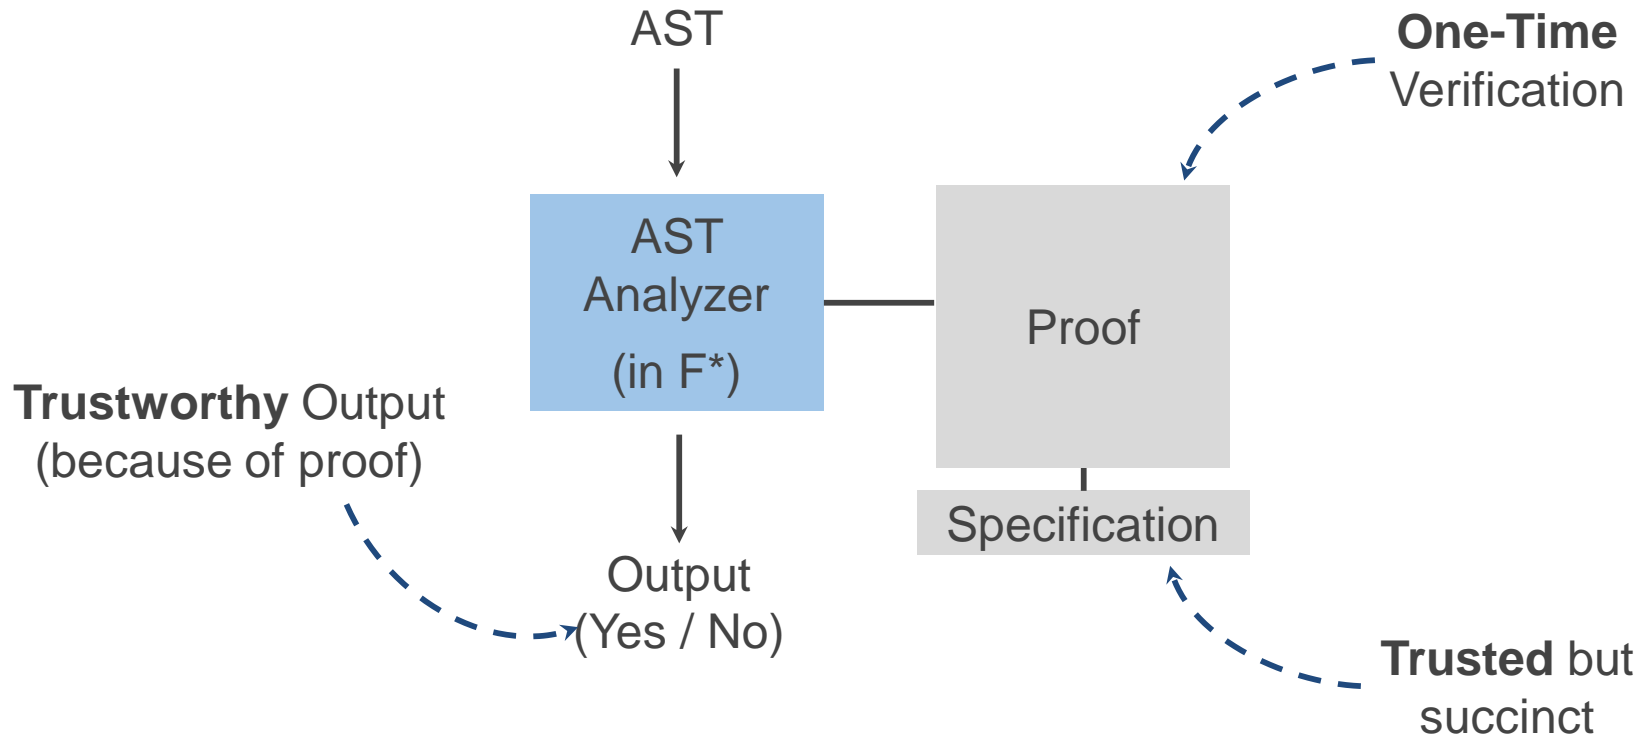 AST
One-Time
Verification
AST
Analyzer
(in F*)
Proof
Trustworthy Output
(because of proof)
Specification
Output
(Yes / No)
Trusted but
succinct